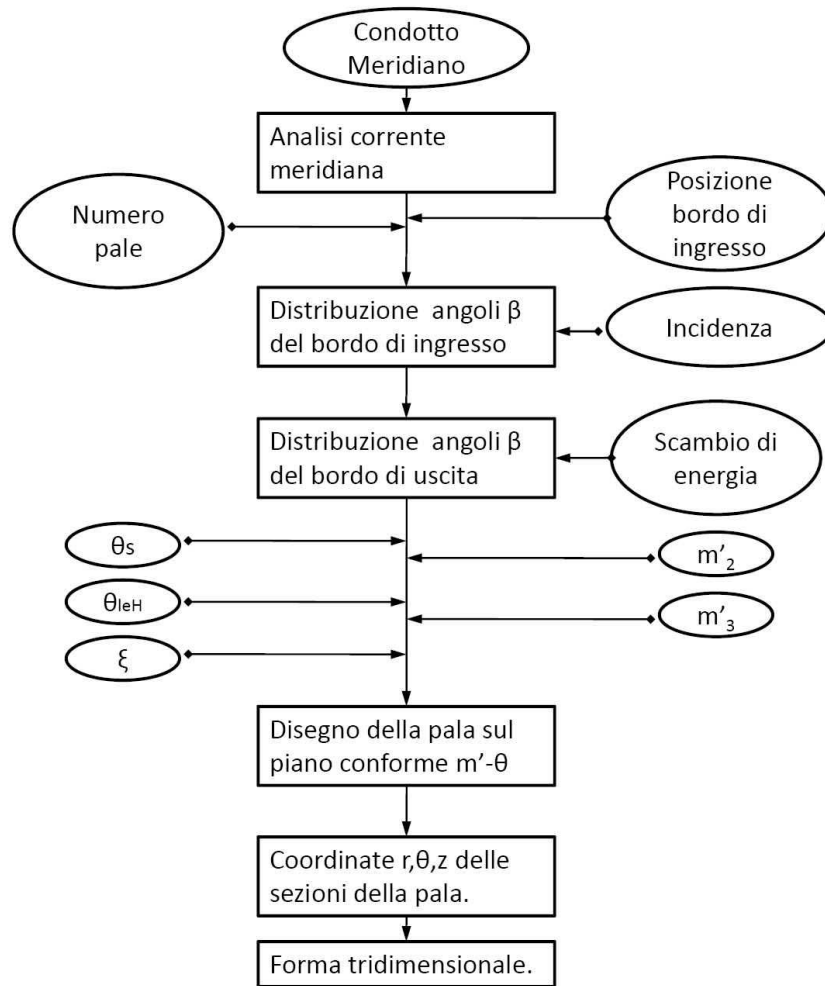 Condotto
Meridiano
Analisi corrente
meridiana
Numero
pale
Posizione
bordo di
ingresso
Distribuzione angoli β
del bordo di ingresso
Incidenza
Distribuzione angoli β
del bordo di uscita
Scambio di
energia
θs
m'₂
θleH
m'₃
ξ
Disegno della pala sul
piano conforme m'-θ
Coordinate r,θ,z delle
sezioni della pala.
Forma tridimensionale.